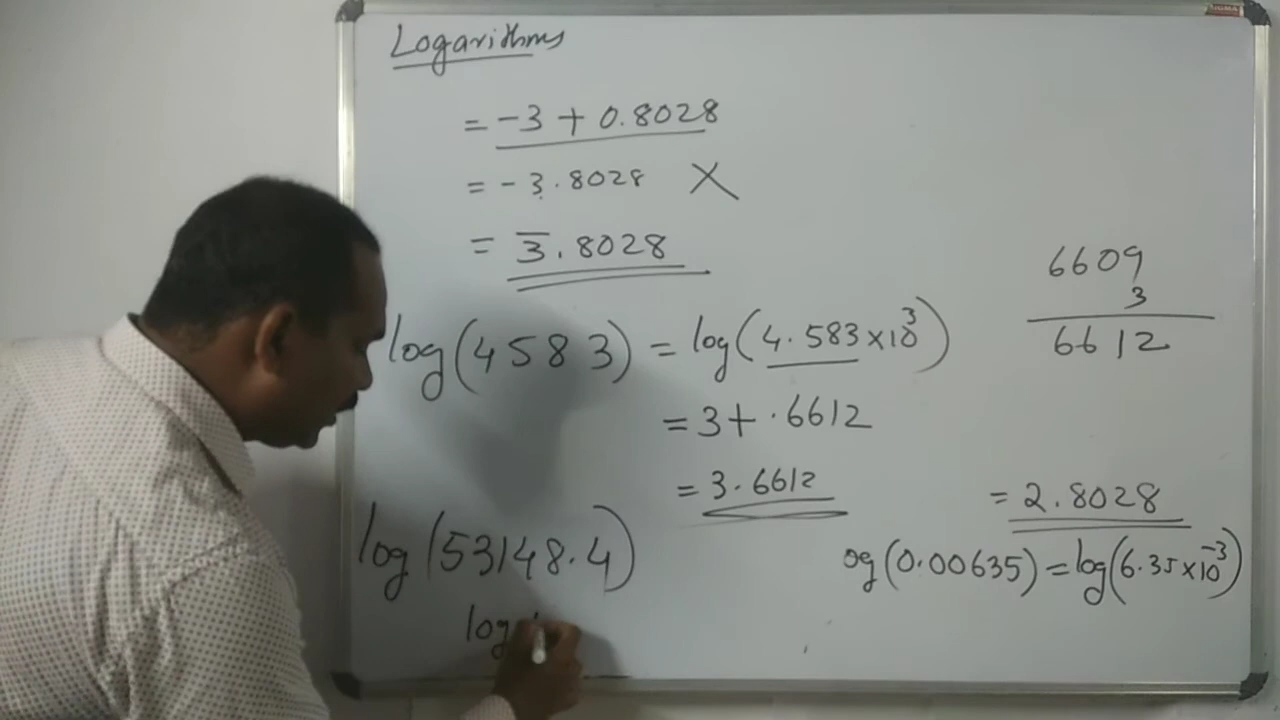 Logarithms
= -3 + 0.8028
= -3.8028 X
= 3̅.8028
6609
3
6612
log(4583) = log(4.583×10³)
= 3 + .6612
= 3.6612
= 2.8028
log(53148.4)
og(0.00635) = log(6.35×10⁻³)
log